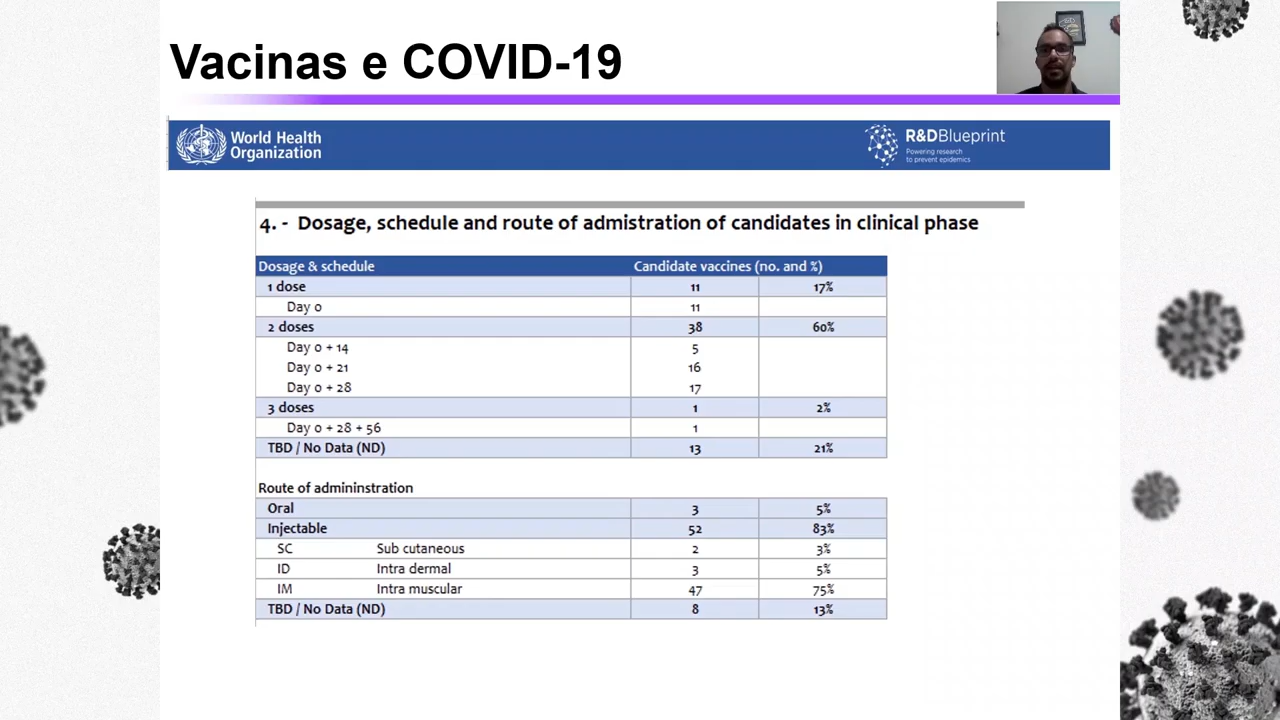 Vacinas e COVID-19
World Health
Organization
R&DBlueprint
Powering research
to prevent epidemics
4. - Dosage, schedule and route of admistration of candidates in clinical phase
Dosage & schedule Candidate vaccines (no. and %)
1 dose 11 17%
Day 0 11
2 doses 38 60%
Day 0 + 14 5
Day 0 + 21 16
Day 0 + 28 17
3 doses 1 2%
Day 0 + 28 + 56 1
TBD / No Data (ND) 13 21%
Route of admininstration
Oral 3 5%
Injectable 52 83%
SC Sub cutaneous 2 3%
ID Intra dermal 3 5%
IM Intra muscular 47 75%
TBD / No Data (ND) 8 13%